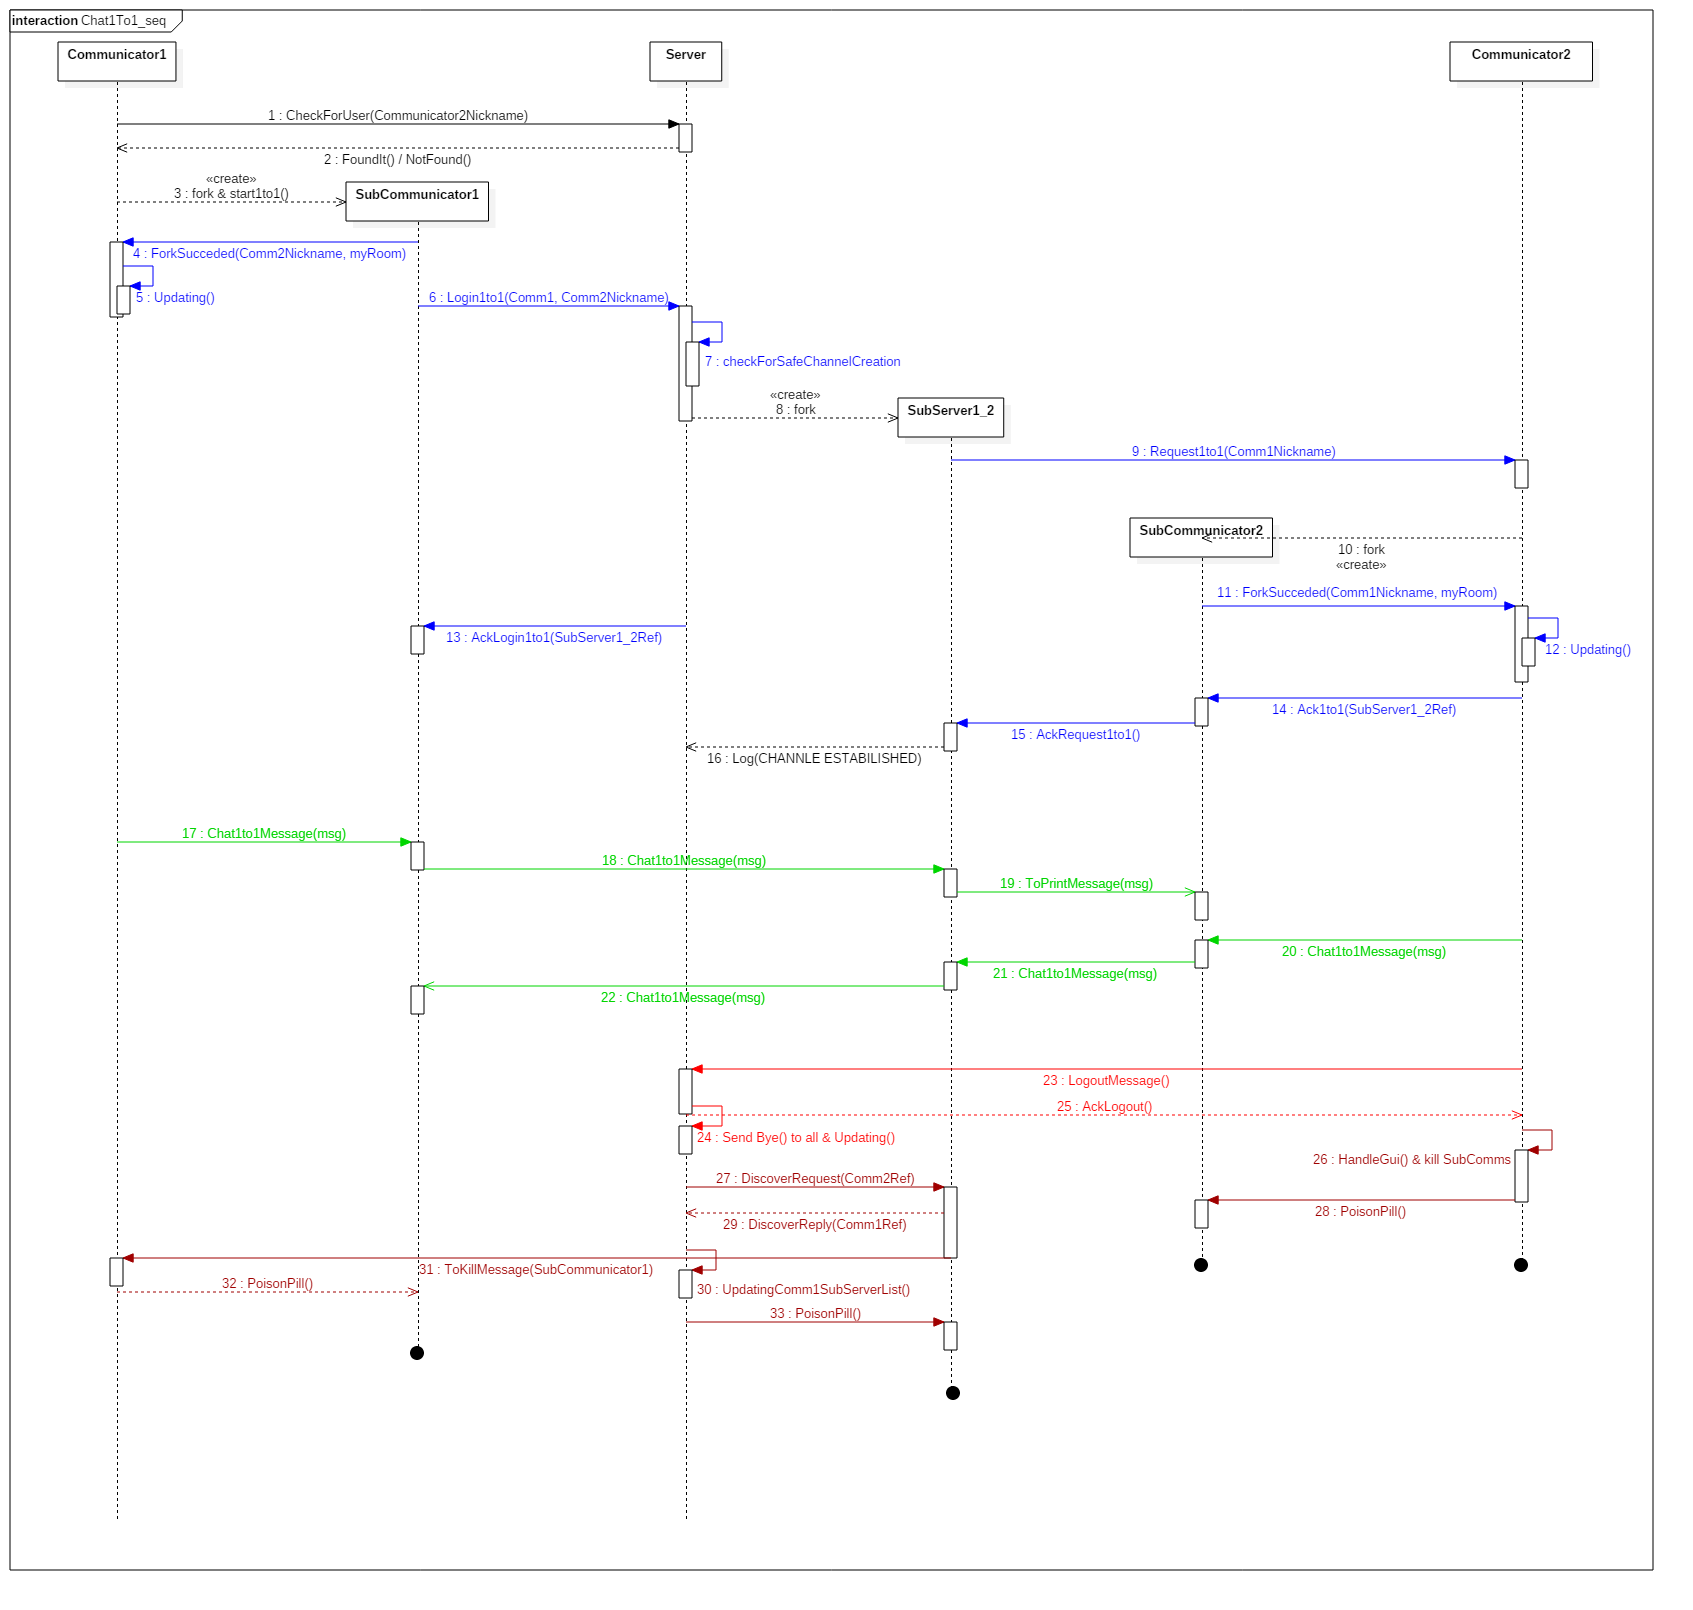 interaction Chat1To1_seq
Communicator1
Server
Communicator2
1 : CheckForUser(Communicator2Nickname)
2 : FoundIt() / NotFound()
«create»
3 : fork & start1to1()
SubCommunicator1
4 : ForkSucceded(Comm2Nickname, myRoom)
5 : Updating()
6 : Login1to1(Comm1, Comm2Nickname)
7 : checkForSafeChannelCreation
«create»
8 : fork
SubServer1_2
9 : Request1to1(Comm1Nickname)
SubCommunicator2
10 : fork
«create»
11 : ForkSucceded(Comm1Nickname, myRoom)
13 : AckLogin1to1(SubServer1_2Ref)
12 : Updating()
14 : Ack1to1(SubServer1_2Ref)
15 : AckRequest1to1()
16 : Log(CHANNLE ESTABILISHED)
17 : Chat1to1Message(msg)
18 : Chat1to1Message(msg)
19 : ToPrintMessage(msg)
20 : Chat1to1Message(msg)
21 : Chat1to1Message(msg)
22 : Chat1to1Message(msg)
23 : LogoutMessage()
25 : AckLogout()
24 : Send Bye() to all & Updating()
26 : HandleGui() & kill SubComms
27 : DiscoverRequest(Comm2Ref)
28 : PoisonPill()
29 : DiscoverReply(Comm1Ref)
31 : ToKillMessage(SubCommunicator1)
32 : PoisonPill()
30 : UpdatingComm1SubServerList()
33 : PoisonPill()